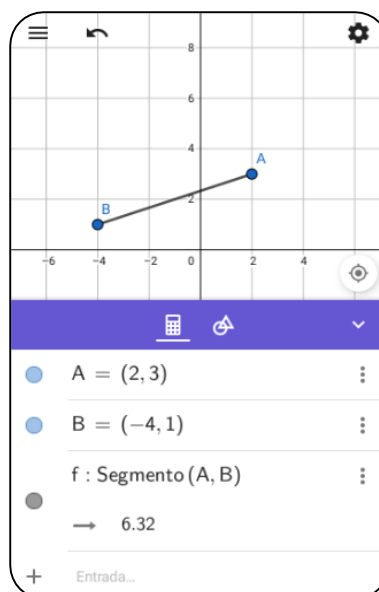 8
6
A
4
B
2
−6 −4 −2 0 2 4
A = (2, 3)
B = (−4, 1)
f : Segmento (A, B)
→ 6.32
+ Entrada...